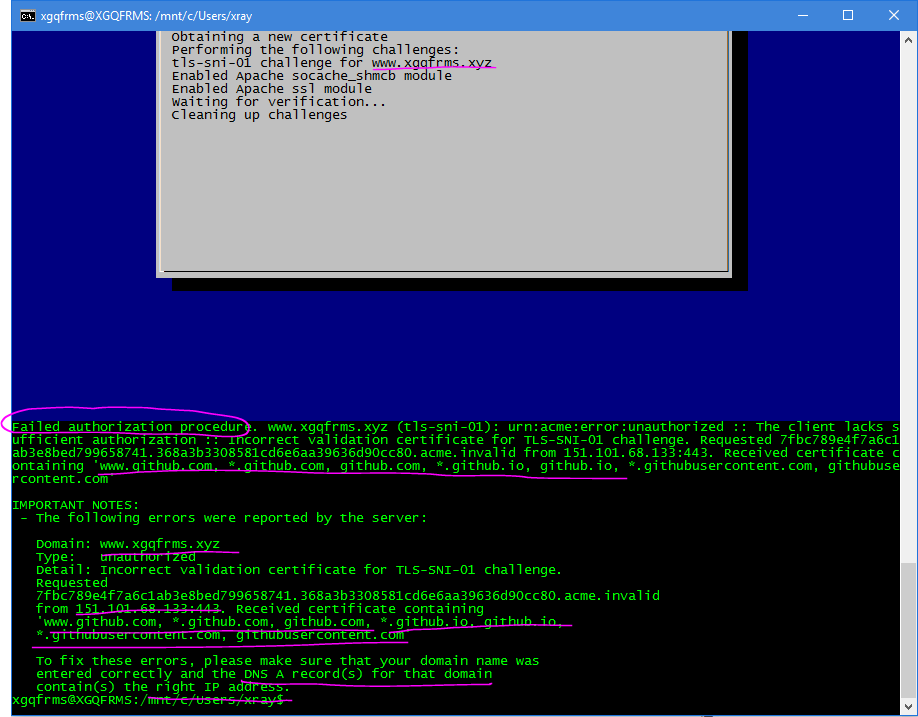 xgqfrms@XGQFRMS: /mnt/c/Users/xray
Obtaining a new certificate
Performing the following challenges:
tls-sni-01 challenge for www.xgqfrms.xyz
Enabled Apache socache_shmcb module
Enabled Apache ssl module
Waiting for verification...
Cleaning up challenges
Failed authorization procedure. www.xgqfrms.xyz (tls-sni-01): urn:acme:error:unauthorized :: The client lacks s
ufficient authorization :: Incorrect validation certificate for TLS-SNI-01 challenge. Requested 7fbc789e4f7a6c1
ab3e8bed799658741.368a3b3308581cd6e6aa39636d90cc80.acme.invalid from 151.101.68.133:443. Received certificate c
ontaining 'www.github.com, *.github.com, github.com, *.github.io, github.io, *.githubusercontent.com, githubuse
rcontent.com'
IMPORTANT NOTES:
- The following errors were reported by the server:
Domain: www.xgqfrms.xyz
Type: unauthorized
Detail: Incorrect validation certificate for TLS-SNI-01 challenge.
Requested
7fbc789e4f7a6c1ab3e8bed799658741.368a3b3308581cd6e6aa39636d90cc80.acme.invalid
from 151.101.68.133:443. Received certificate containing
'www.github.com, *.github.com, github.com, *.github.io, github.io,
*.githubusercontent.com, githubusercontent.com'
To fix these errors, please make sure that your domain name was
entered correctly and the DNS A record(s) for that domain
contain(s) the right IP address.
xgqfrms@XGQFRMS:/mnt/c/Users/xray$